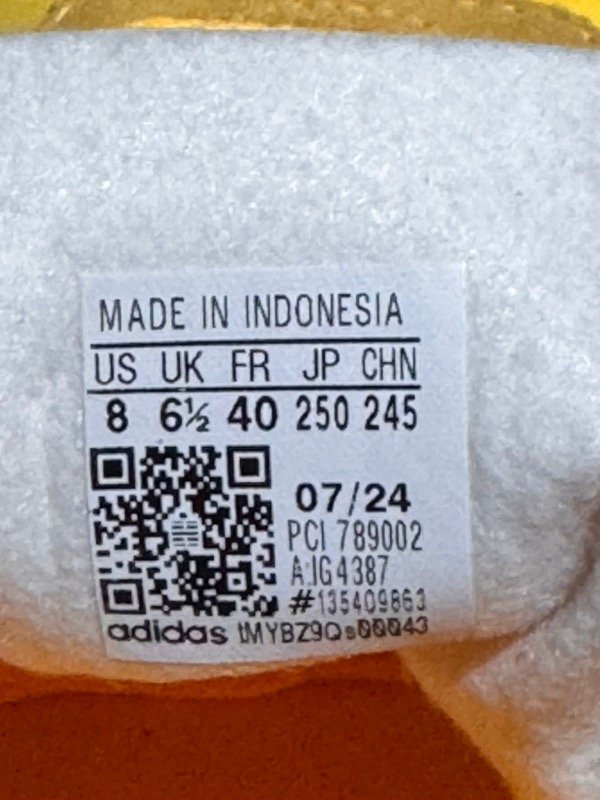 MADE IN INDONESIA
US UK FR JP CHN
8 6½ 40 250 245
07/24
PCI 789002
A:IG4387
#135409863
adidas tMYBZ9Qs00043